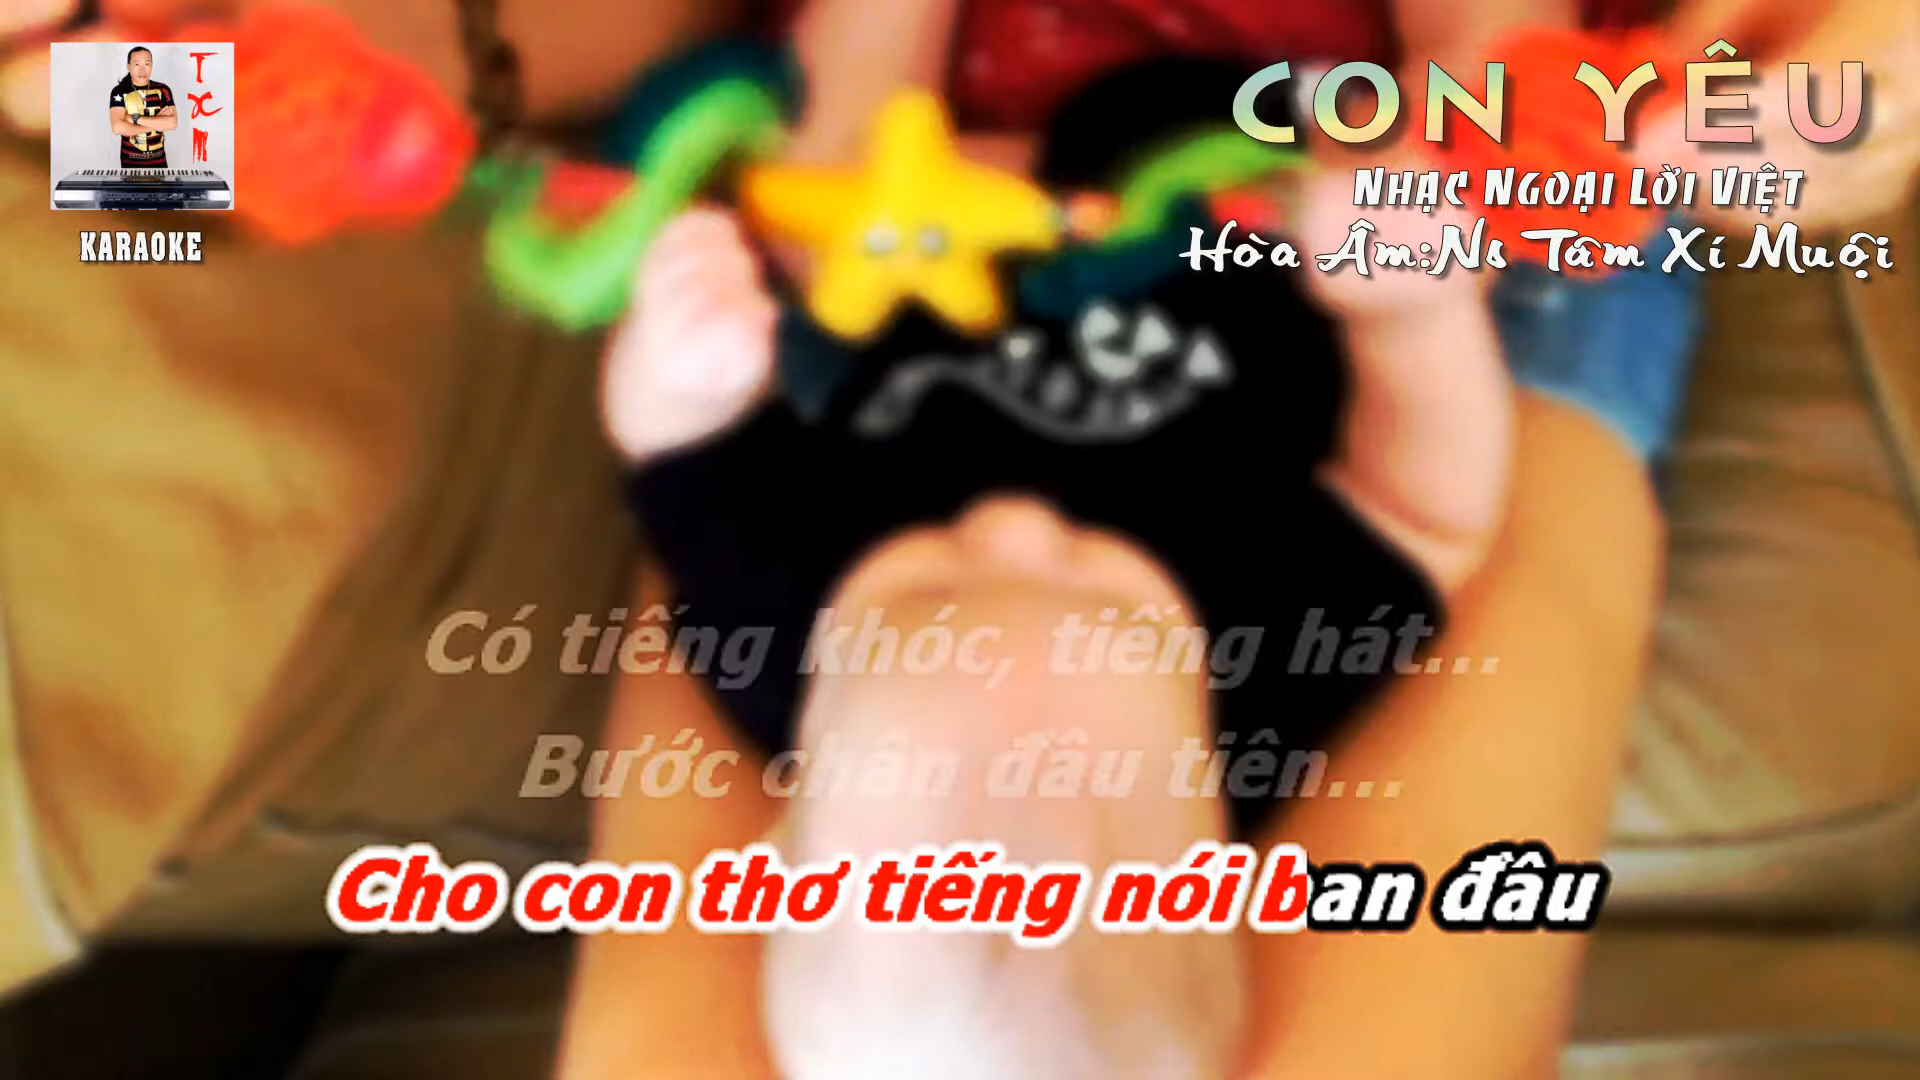 TXM
KARAOKE
CON YÊU
NHẠC NGOẠI LỜI VIỆT
Hòa Âm:Ns Tâm Xí Muội
Có tiếng khóc, tiếng hát...
Bước chân đầu tiên...
Cho con thơ tiếng nói ban đầu